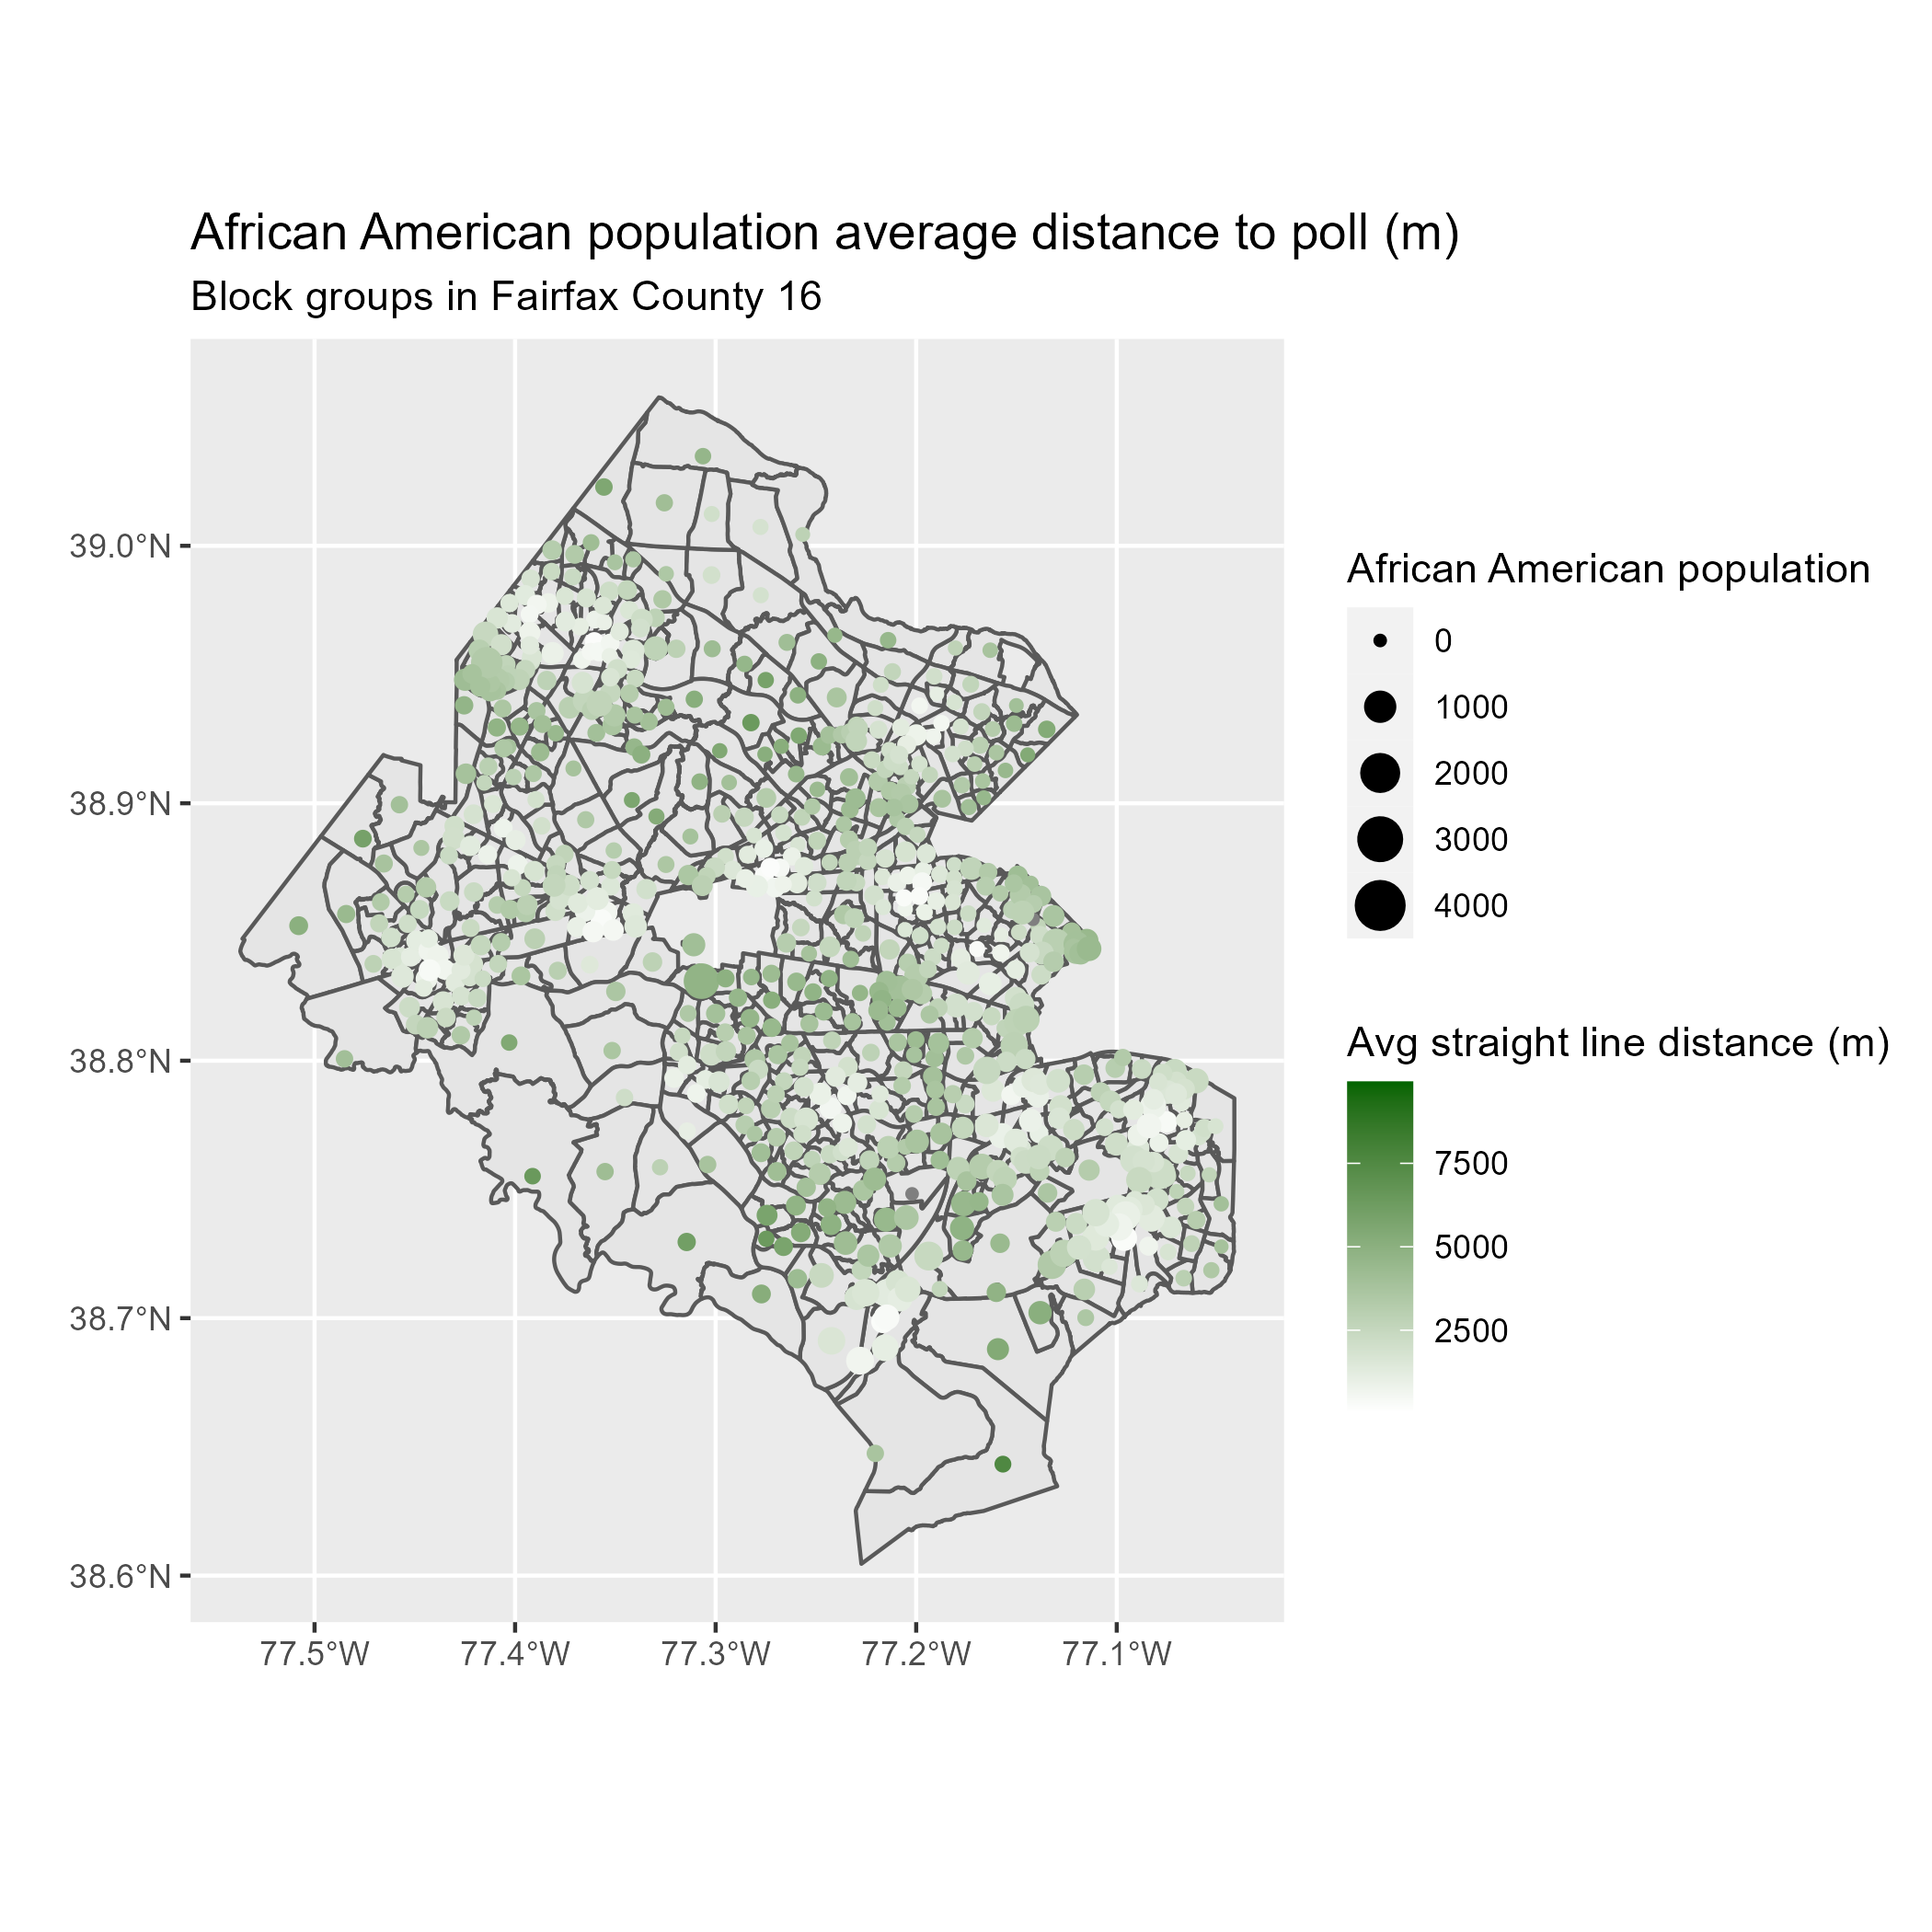 African American population average distance to poll (m)
Block groups in Fairfax County 16
39.0°N
38.9°N
38.8°N
38.7°N
38.6°N
77.5°W
77.4°W
77.3°W
77.2°W
77.1°W
African American population
0
1000
2000
3000
4000
Avg straight line distance (m)
7500
5000
2500